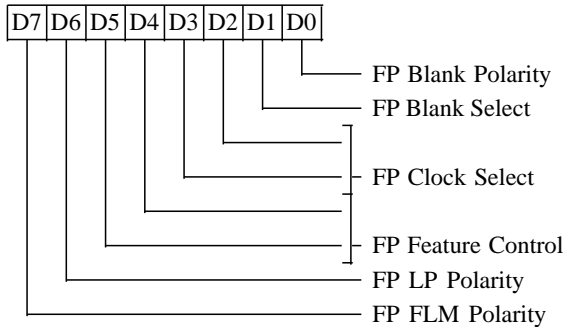 D7 D6 D5 D4 D3 D2 D1 D0
FP Blank Polarity
FP Blank Select
FP Clock Select
FP Feature Control
FP LP Polarity
FP FLM Polarity